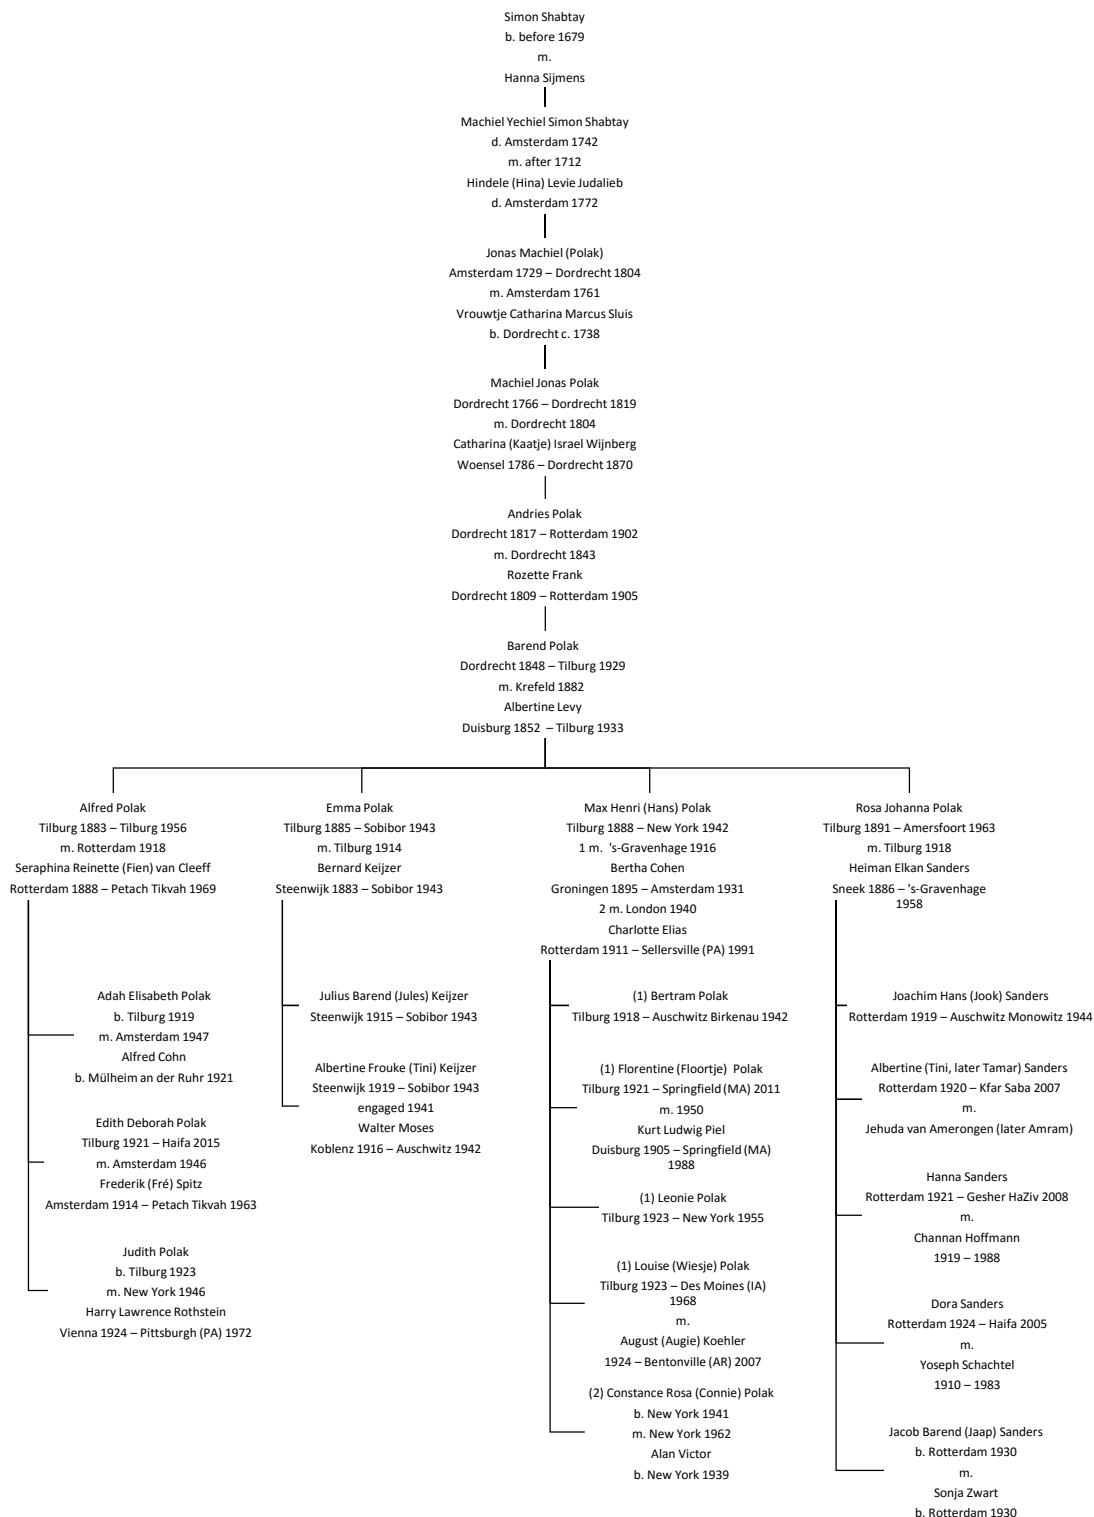 Simon Shabtay
b. before 1679
m.
Hanna Sijmens
Machiel Yechiel Simon Shabtay
d. Amsterdam 1742
m. after 1712
Hindele (Hina) Levie Judalieb
d. Amsterdam 1772
Jonas Machiel (Polak)
Amsterdam 1729 – Dordrecht 1804
m. Amsterdam 1761
Vrouwtje Catharina Marcus Sluis
b. Dordrecht c. 1738
Machiel Jonas Polak
Dordrecht 1766 – Dordrecht 1819
m. Dordrecht 1804
Catharina (Kaatje) Israel Wijnberg
Woensel 1786 – Dordrecht 1870
Andries Polak
Dordrecht 1817 – Rotterdam 1902
m. Dordrecht 1843
Rozette Frank
Dordrecht 1809 – Rotterdam 1905
Barend Polak
Dordrecht 1848 – Tilburg 1929
m. Krefeld 1882
Albertine Levy
Duisburg 1852 – Tilburg 1933
Alfred Polak
Tilburg 1883 – Tilburg 1956
m. Rotterdam 1918
Seraphina Reinette (Fien) van Cleeff
Rotterdam 1888 – Petach Tikvah 1969
Adah Elisabeth Polak
b. Tilburg 1919
m. Amsterdam 1947
Alfred Cohn
b. Mülheim an der Ruhr 1921
Edith Deborah Polak
Tilburg 1921 – Haifa 2015
m. Amsterdam 1946
Frederik (Fré) Spitz
Amsterdam 1914 – Petach Tikvah 1963
Judith Polak
b. Tilburg 1923
m. New York 1946
Harry Lawrence Rothstein
Vienna 1924 – Pittsburgh (PA) 1972
Emma Polak
Tilburg 1885 – Sobibor 1943
m. Tilburg 1914
Bernard Keijzer
Steenwijk 1883 – Sobibor 1943
Julius Barend (Jules) Keijzer
Steenwijk 1915 – Sobibor 1943
Albertine Frouke (Tini) Keijzer
Steenwijk 1919 – Sobibor 1943
engaged 1941
Walter Moses
Koblenz 1916 – Auschwitz 1942
Max Henri (Hans) Polak
Tilburg 1888 – New York 1942
1 m. 's-Gravenhage 1916
Bertha Cohen
Groningen 1895 – Amsterdam 1931
2 m. London 1940
Charlotte Elias
Rotterdam 1911 – Sellersville (PA) 1991
(1) Bertram Polak
Tilburg 1918 – Auschwitz Birkenau 1942
(1) Florentine (Floortje) Polak
Tilburg 1921 – Springfield (MA) 2011
m. 1950
Kurt Ludwig Piel
Duisburg 1905 – Springfield (MA)
1988
(1) Leonie Polak
Tilburg 1923 – New York 1955
(1) Louise (Wiesje) Polak
Tilburg 1923 – Des Moines (IA)
1968
m.
August (Augie) Koehler
1924 – Bentonville (AR) 2007
(2) Constance Rosa (Connie) Polak
b. New York 1941
m. New York 1962
Alan Victor
b. New York 1939
Rosa Johanna Polak
Tilburg 1891 – Amersfoort 1963
m. Tilburg 1918
Heiman Elkan Sanders
Sneek 1886 – 's-Gravenhage
1958
Joachim Hans (Jook) Sanders
Rotterdam 1919 – Auschwitz Monowitz 1944
Albertine (Tini, later Tamar) Sanders
Rotterdam 1920 – Kfar Saba 2007
m.
Jehuda van Amerongen (later Amram)
Hanna Sanders
Rotterdam 1921 – Gesher HaZiv 2008
m.
Channan Hoffmann
1919 – 1988
Dora Sanders
Rotterdam 1924 – Haifa 2005
m.
Yoseph Schachtel
1910 – 1983
Jacob Barend (Jaap) Sanders
b. Rotterdam 1930
m.
Sonja Zwart
b. Rotterdam 1930